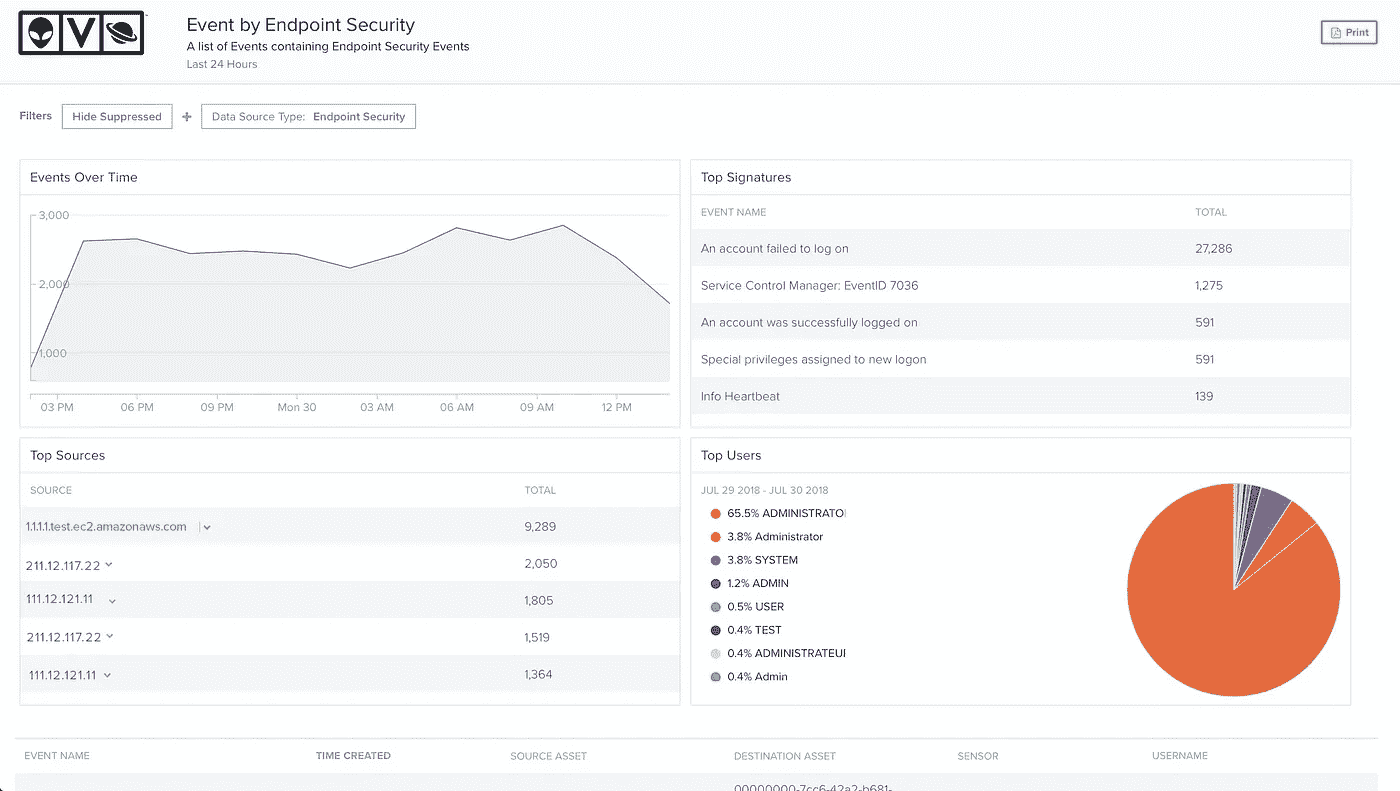 V
Event by Endpoint Security
A list of Events containing Endpoint Security Events
Last 24 Hours
Print
Filters Hide Suppressed + Data Source Type: Endpoint Security
Events Over Time
3,000
2,000
1,000
03 PM 06 PM 09 PM Mon 30 03 AM 06 AM 09 AM 12 PM
Top Signatures
EVENT NAME TOTAL
An account failed to log on 27,286
Service Control Manager: EventID 7036 1,275
An account was successfully logged on 591
Special privileges assigned to new logon 591
Info Heartbeat 139
Top Sources
SOURCE TOTAL
1.1.1.1.test.ec2.amazonaws.com 9,289
211.12.117.22 2,050
111.12.121.11 1,805
211.12.117.22 1,519
111.12.121.11 1,364
Top Users
JUL 29 2018 - JUL 30 2018
65.5% ADMINISTRATO
3.8% Administrator
3.8% SYSTEM
1.2% ADMIN
0.5% USER
0.4% TEST
0.4% ADMINISTRATEU
0.4% Admin
EVENT NAME TIME CREATED SOURCE ASSET DESTINATION ASSET SENSOR USERNAME
00000000-7cc6-42a2-b681-